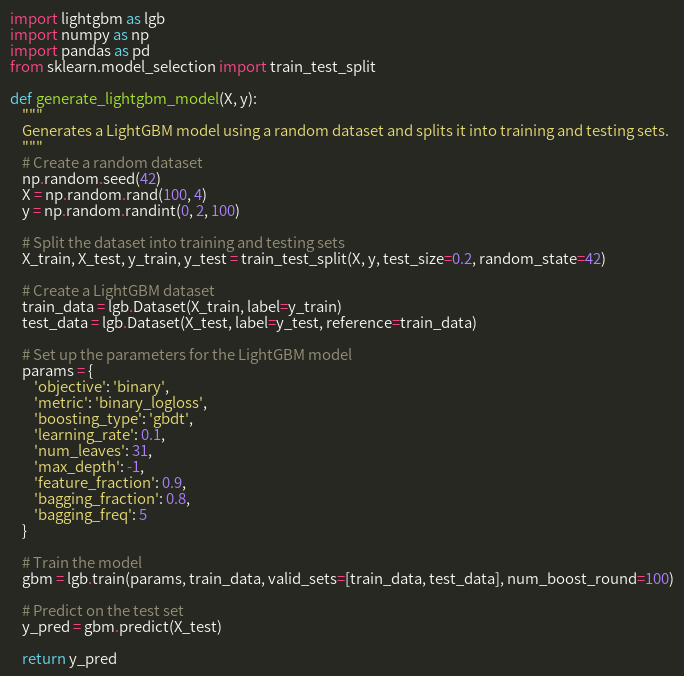 import lightgbm as lgb
import numpy as np
import pandas as pd
from sklearn.model_selection import train_test_split

def generate_lightgbm_model(X, y):
    """
    Generates a LightGBM model using a random dataset and splits it into training and testing sets.
    """
    # Create a random dataset
    np.random.seed(42)
    X = np.random.rand(100, 4)
    y = np.random.randint(0, 2, 100)

    # Split the dataset into training and testing sets
    X_train, X_test, y_train, y_test = train_test_split(X, y, test_size=0.2, random_state=42)

    # Create a LightGBM dataset
    train_data = lgb.Dataset(X_train, label=y_train)
    test_data = lgb.Dataset(X_test, label=y_test, reference=train_data)

    # Set up the parameters for the LightGBM model
    params = {
        'objective': 'binary',
        'metric': 'binary_logloss',
        'boosting_type': 'gbdt',
        'learning_rate': 0.1,
        'num_leaves': 31,
        'max_depth': -1,
        'feature_fraction': 0.9,
        'bagging_fraction': 0.8,
        'bagging_freq': 5
    }

    # Train the model
    gbm = lgb.train(params, train_data, valid_sets=[train_data, test_data], num_boost_round=100)

    # Predict on the test set
    y_pred = gbm.predict(X_test)

    return y_pred